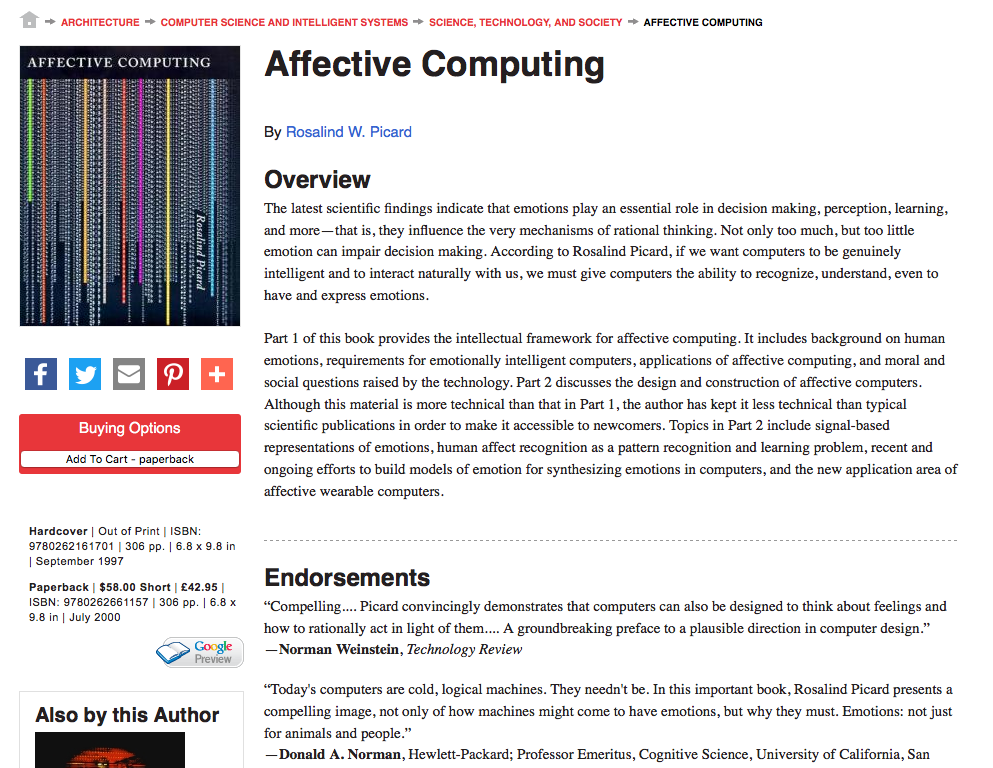 ARCHITECTURE → COMPUTER SCIENCE AND INTELLIGENT SYSTEMS → SCIENCE, TECHNOLOGY, AND SOCIETY → AFFECTIVE COMPUTING
AFFECTIVE COMPUTING
Rosalind Picard
Buying Options
Add To Cart - paperback
Hardcover | Out of Print | ISBN:
9780262161701 | 306 pp. | 6.8 x 9.8 in
| September 1997
Paperback | $58.00 Short | £42.95 |
ISBN: 9780262661157 | 306 pp. | 6.8 x
9.8 in | July 2000
Google
Preview
Also by this Author
Affective Computing
By Rosalind W. Picard
Overview
The latest scientific findings indicate that emotions play an essential role in decision making, perception, learning,
and more—that is, they influence the very mechanisms of rational thinking. Not only too much, but too little
emotion can impair decision making. According to Rosalind Picard, if we want computers to be genuinely
intelligent and to interact naturally with us, we must give computers the ability to recognize, understand, even to
have and express emotions.
Part 1 of this book provides the intellectual framework for affective computing. It includes background on human
emotions, requirements for emotionally intelligent computers, applications of affective computing, and moral and
social questions raised by the technology. Part 2 discusses the design and construction of affective computers.
Although this material is more technical than that in Part 1, the author has kept it less technical than typical
scientific publications in order to make it accessible to newcomers. Topics in Part 2 include signal-based
representations of emotions, human affect recognition as a pattern recognition and learning problem, recent and
ongoing efforts to build models of emotion for synthesizing emotions in computers, and the new application area of
affective wearable computers.
Endorsements
“Compelling.... Picard convincingly demonstrates that computers can also be designed to think about feelings and
how to rationally act in light of them.... A groundbreaking preface to a plausible direction in computer design.”
—Norman Weinstein, Technology Review
“Today's computers are cold, logical machines. They needn't be. In this important book, Rosalind Picard presents a
compelling image, not only of how machines might come to have emotions, but why they must. Emotions: not just
for animals and people.”
—Donald A. Norman, Hewlett-Packard; Professor Emeritus, Cognitive Science, University of California, San